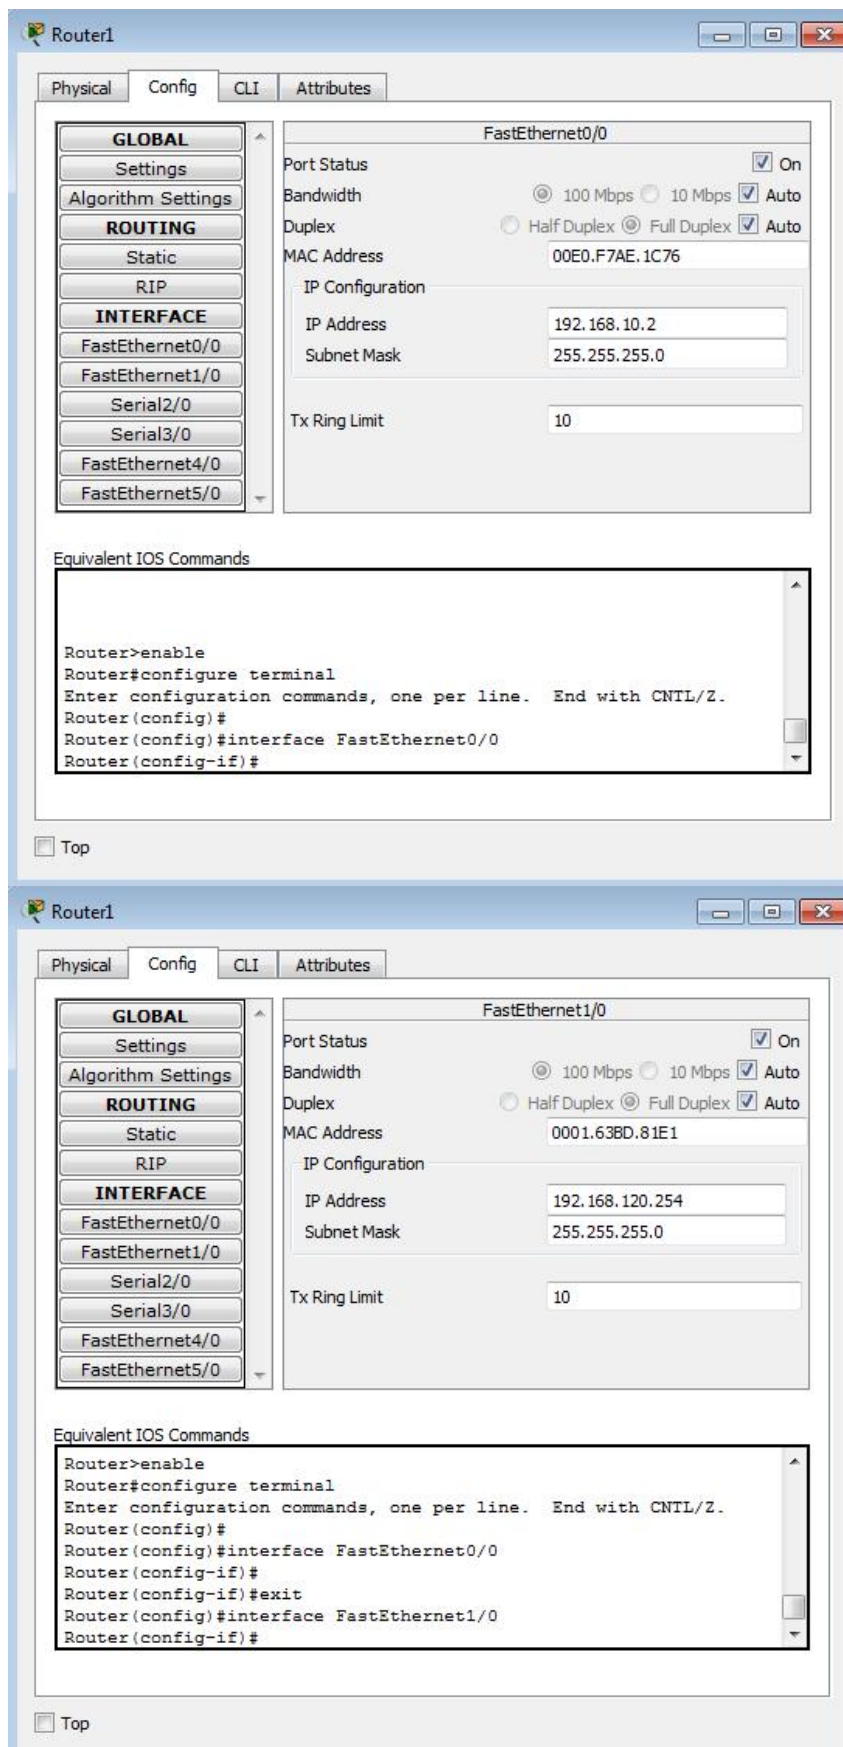 Router1
Physical Config CLI Attributes
GLOBAL
Settings
Algorithm Settings
ROUTING
Static
RIP
INTERFACE
FastEthernet0/0
FastEthernet1/0
Serial2/0
Serial3/0
FastEthernet4/0
FastEthernet5/0
FastEthernet0/0
Port Status On
Bandwidth 100 Mbps 10 Mbps Auto
Duplex Half Duplex Full Duplex Auto
MAC Address 00E0.F7AE.1C76
IP Configuration
IP Address 192.168.10.2
Subnet Mask 255.255.255.0
Tx Ring Limit 10
Equivalent IOS Commands
Router>enable
Router#configure terminal
Enter configuration commands, one per line.  End with CNTL/Z.
Router(config)#
Router(config)#interface FastEthernet0/0
Router(config-if)#
Top
Router1
Physical Config CLI Attributes
GLOBAL
Settings
Algorithm Settings
ROUTING
Static
RIP
INTERFACE
FastEthernet0/0
FastEthernet1/0
Serial2/0
Serial3/0
FastEthernet4/0
FastEthernet5/0
FastEthernet1/0
Port Status On
Bandwidth 100 Mbps 10 Mbps Auto
Duplex Half Duplex Full Duplex Auto
MAC Address 0001.63BD.81E1
IP Configuration
IP Address 192.168.120.254
Subnet Mask 255.255.255.0
Tx Ring Limit 10
Equivalent IOS Commands
Router>enable
Router#configure terminal
Enter configuration commands, one per line.  End with CNTL/Z.
Router(config)#
Router(config)#interface FastEthernet0/0
Router(config-if)#
Router(config-if)#exit
Router(config)#interface FastEthernet1/0
Router(config-if)#
Top